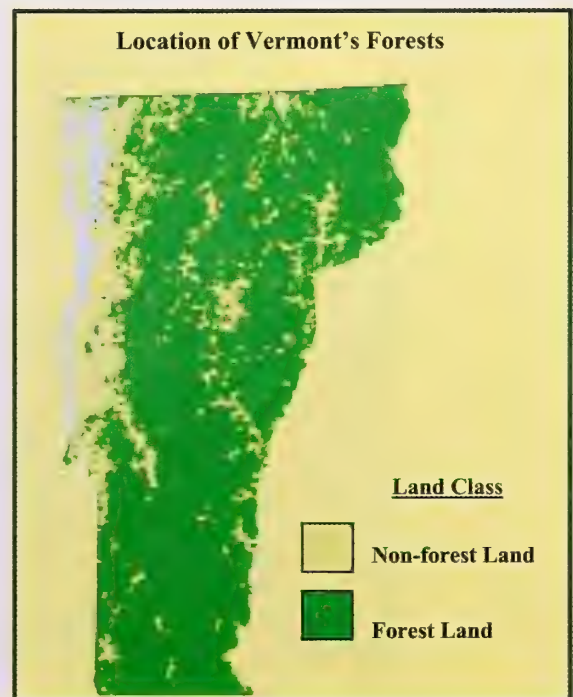 Location of Vermont's Forests
Land Class
Non-forest Land
Forest Land